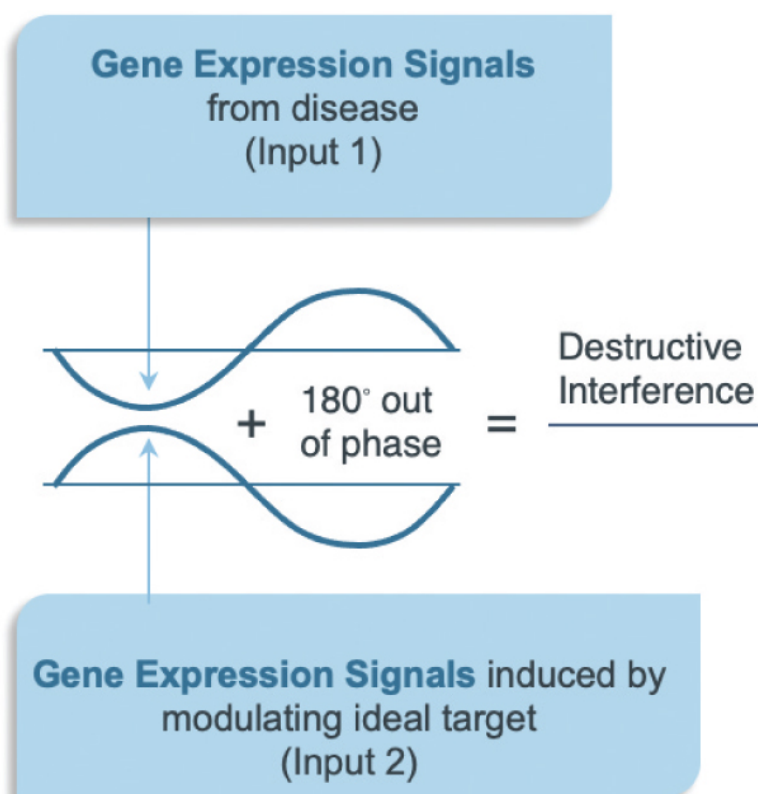 Gene Expression Signals
from disease
(Input 1)
Destructive
Interference
+
180° out
of phase
=
Gene Expression Signals induced by
modulating ideal target
(Input 2)